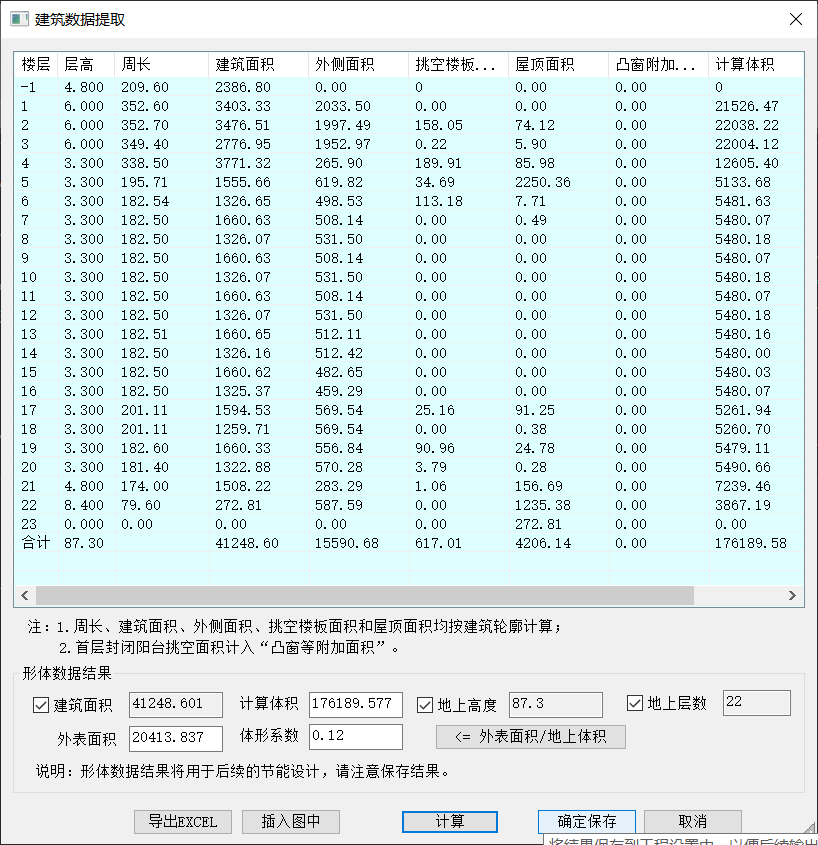 建筑数据提取
楼层 层高 周长 建筑面积 外侧面积 挑空楼板... 屋顶面积 凸窗附加... 计算体积
-1 4.800 209.60 2386.80 0.00 0 0.00 0.00 0
1 6.000 352.60 3403.33 2033.50 0.00 0.00 0.00 21526.47
2 6.000 352.70 3476.51 1997.49 158.05 74.12 0.00 22038.22
3 6.000 349.40 2776.95 1952.97 0.22 5.90 0.00 22004.12
4 3.300 338.50 3771.32 265.90 189.91 85.98 0.00 12605.40
5 3.300 195.71 1555.66 619.82 34.69 2250.36 0.00 5133.68
6 3.300 182.54 1326.65 498.53 113.18 7.71 0.00 5481.63
7 3.300 182.50 1660.63 508.14 0.00 0.49 0.00 5480.07
8 3.300 182.50 1326.07 531.50 0.00 0.00 0.00 5480.18
9 3.300 182.50 1660.63 508.14 0.00 0.00 0.00 5480.07
10 3.300 182.50 1326.07 531.50 0.00 0.00 0.00 5480.18
11 3.300 182.50 1660.63 508.14 0.00 0.00 0.00 5480.07
12 3.300 182.50 1326.07 531.50 0.00 0.00 0.00 5480.18
13 3.300 182.51 1660.65 512.11 0.00 0.00 0.00 5480.16
14 3.300 182.50 1326.16 512.42 0.00 0.00 0.00 5480.00
15 3.300 182.50 1660.62 482.65 0.00 0.00 0.00 5480.03
16 3.300 182.50 1325.37 459.29 0.00 0.00 0.00 5480.07
17 3.300 201.11 1594.53 569.54 25.16 91.25 0.00 5261.94
18 3.300 201.11 1259.71 569.54 0.00 0.38 0.00 5260.70
19 3.300 182.60 1660.33 556.84 90.96 24.78 0.00 5479.11
20 3.300 181.40 1322.88 570.28 3.79 0.28 0.00 5490.66
21 4.800 174.00 1508.22 283.29 1.06 156.69 0.00 7239.46
22 8.400 79.60 272.81 587.59 0.00 1235.38 0.00 3867.19
23 0.000 0.00 0.00 0.00 0.00 272.81 0.00 0.00
合计 87.30 41248.60 15590.68 617.01 4206.14 0.00 176189.58
注：1.周长、建筑面积、外侧面积、挑空楼板面积和屋顶面积均按建筑轮廓计算；
2.首层封闭阳台挑空面积计入“凸窗等附加面积”。
形体数据结果
建筑面积 41248.601 计算体积 176189.577 地上高度 87.3 地上层数 22
外表面积 20413.837 体形系数 0.12 <= 外表面积/地上体积
说明：形体数据结果将用于后续的节能设计，请注意保存结果。
导出EXCEL 插入图中 计算 确定保存 取消